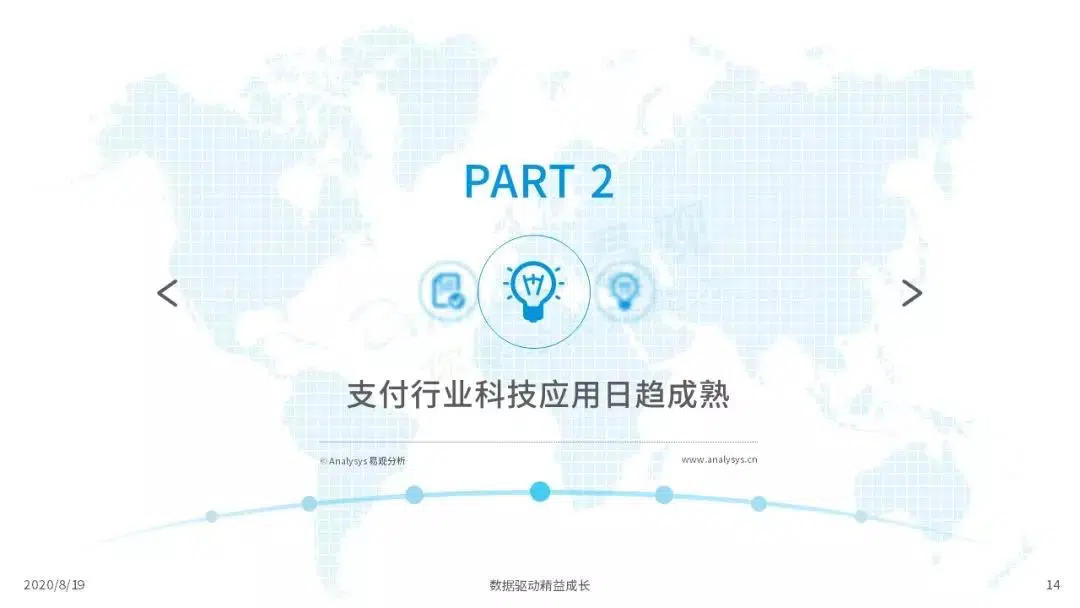 PART 2
支付行业科技应用日趋成熟
© Analysys 易观分析
www.analysys.cn
2020/8/19
数据驱动精益成长
14